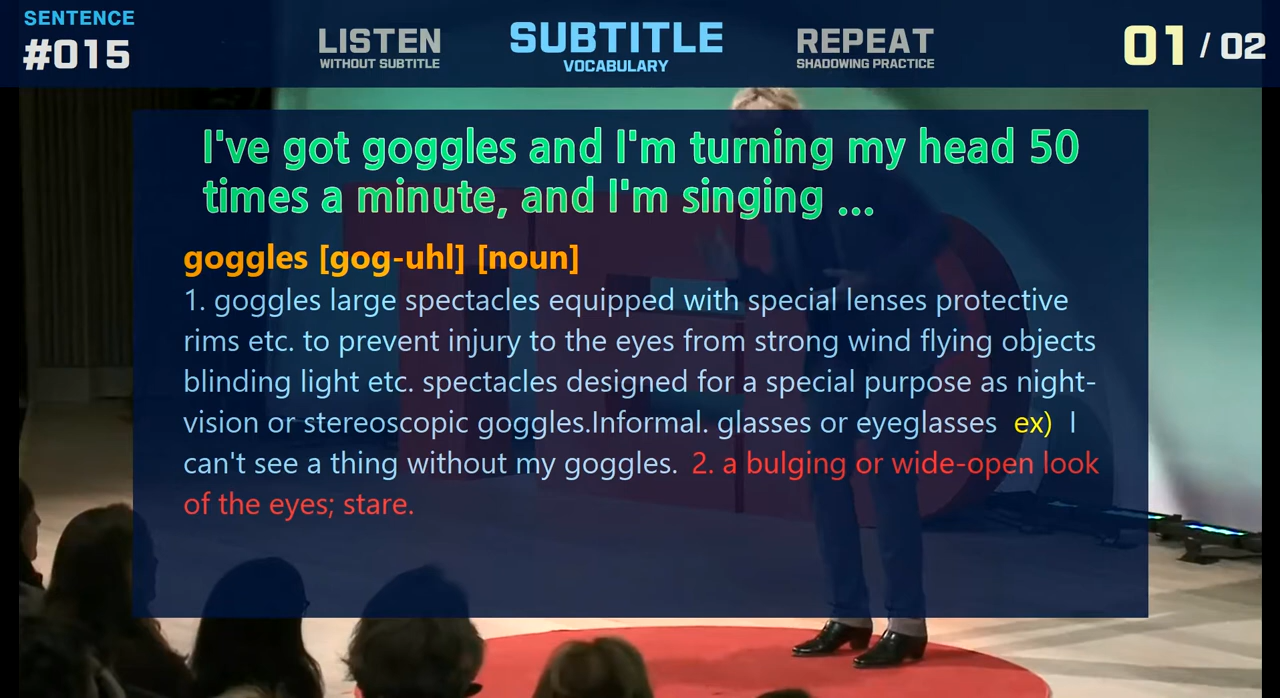 SENTENCE
#015
LISTEN
WITHOUT SUBTITLE
SUBTITLE
VOCABULARY
REPEAT
SHADOWING PRACTICE
01 / 02
I've got goggles and I'm turning my head 50
times a minute, and I'm singing ...
goggles [gog-uhl] [noun]
1. goggles large spectacles equipped with special lenses protective
rims etc. to prevent injury to the eyes from strong wind flying objects
blinding light etc. spectacles designed for a special purpose as night-
vision or stereoscopic goggles.Informal. glasses or eyeglasses  ex)  I
can't see a thing without my goggles.  2. a bulging or wide-open look
of the eyes; stare.